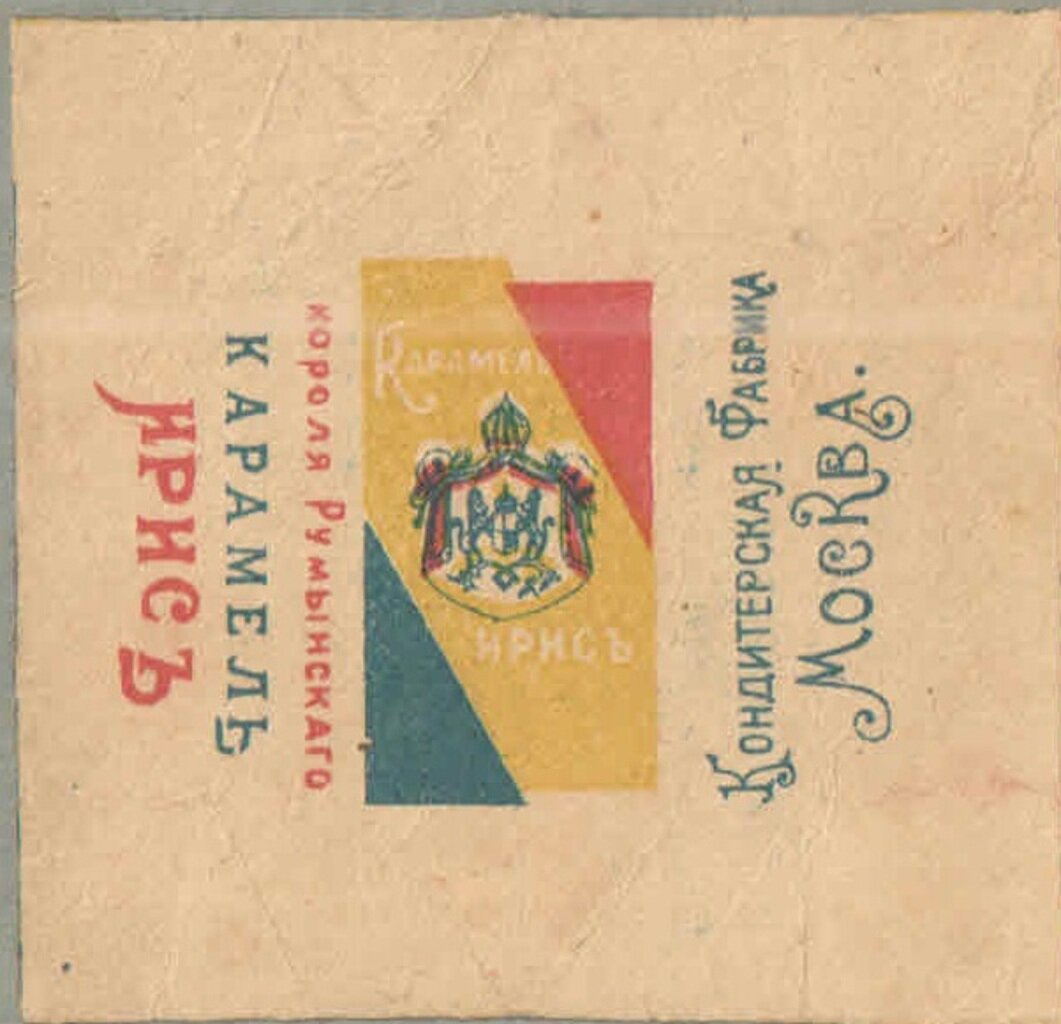 Ирисъ
КАРАМЕЛЬ
короля Румынскаго
КАРАМЕЛЬ
ИРИСЪ
Кондитерская Фабрика
Москва.